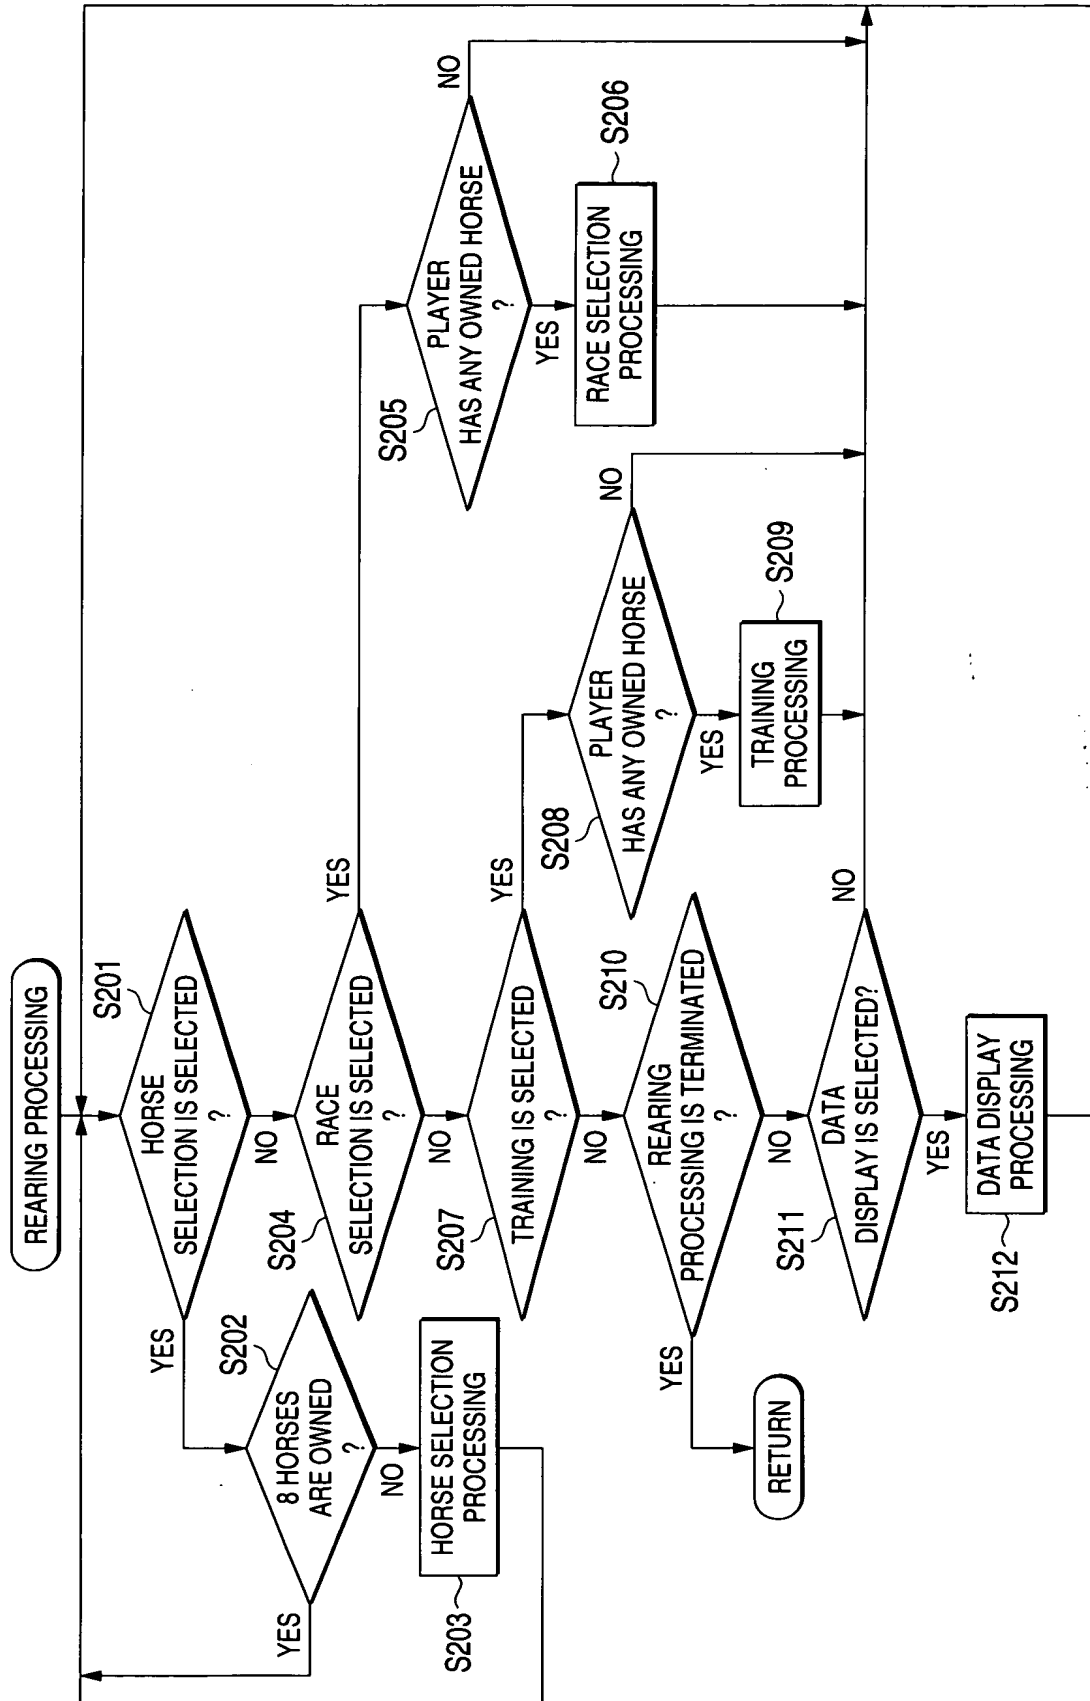 REARING PROCESSING
S201
HORSE
SELECTION IS SELECTED
?
YES
NO
S202
8 HORSES
ARE OWNED
?
YES
NO
HORSE SELECTION
PROCESSING
S203
S204
RACE
SELECTION IS SELECTED
?
YES
NO
S205
PLAYER
HAS ANY OWNED HORSE
?
NO
YES
RACE SELECTION
PROCESSING
S206
S207
TRAINING IS SELECTED
?
YES
NO
S208
PLAYER
HAS ANY OWNED HORSE
?
NO
YES
TRAINING
PROCESSING
S209
S210
REARING
PROCESSING IS TERMINATED
?
YES
NO
RETURN
S211
DATA
DISPLAY IS SELECTED?
NO
YES
DATA DISPLAY
PROCESSING
S212